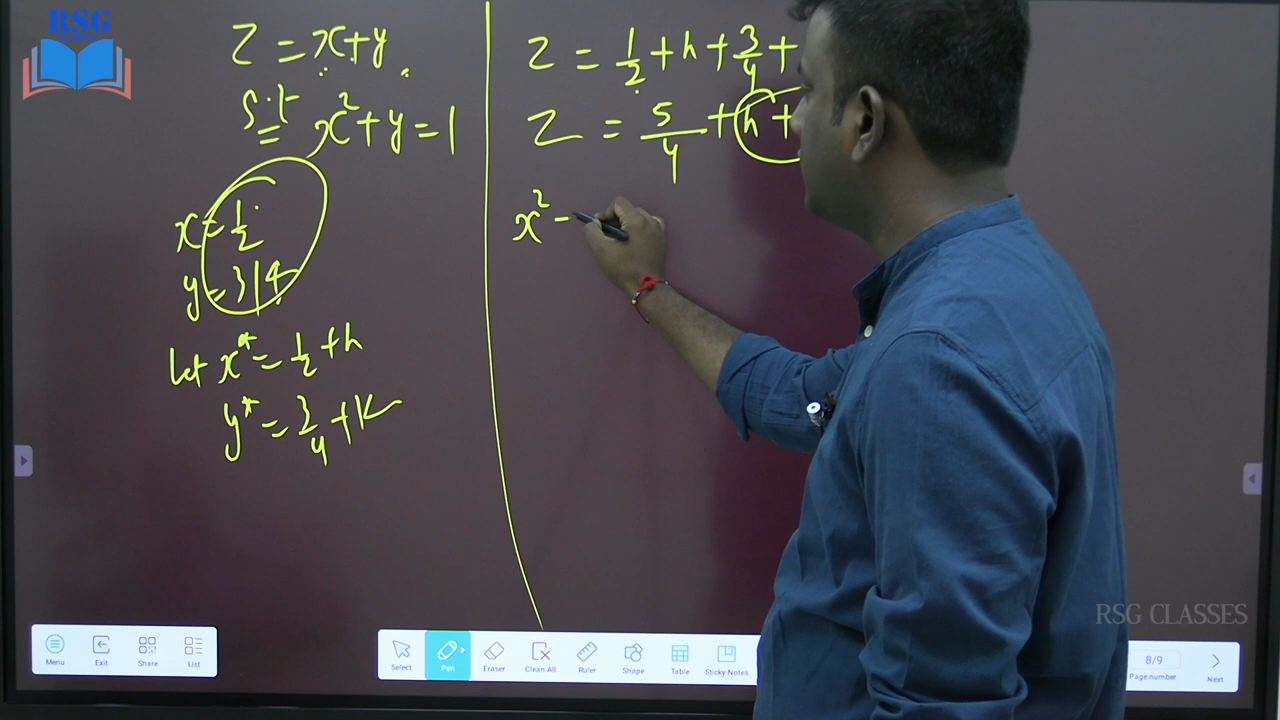 RSG
Z = x+y
S.t x²+y=1
x = 1/2
y = 3/4
let x* = 1/2 +h
y* = 3/4 +k
Z = 1/2 +h+ 3/4 +
Z = 5/4 +h+
x² -
RSG CLASSES
Menu Exit Share List
Select Pen Eraser Clean All Ruler Shape Table Sticky-Notes
8/9
Page number Next